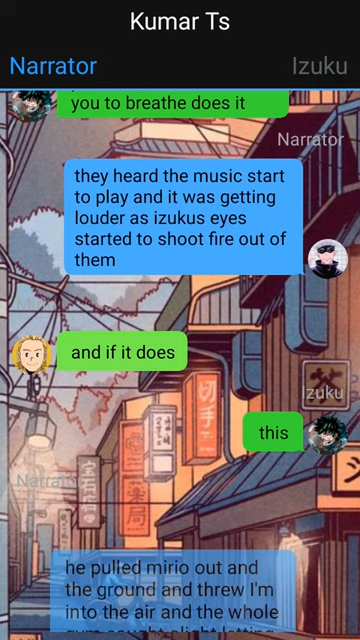 Kumar Ts
Narrator
Izuku
you to breathe does it
Narrator
they heard the music start
to play and it was getting
louder as izukus eyes
started to shoot fire out of
them
and if it does
Izuku
this
切手
Narrator
he pulled mirio out and
the ground and threw I'm
into the air and the whole